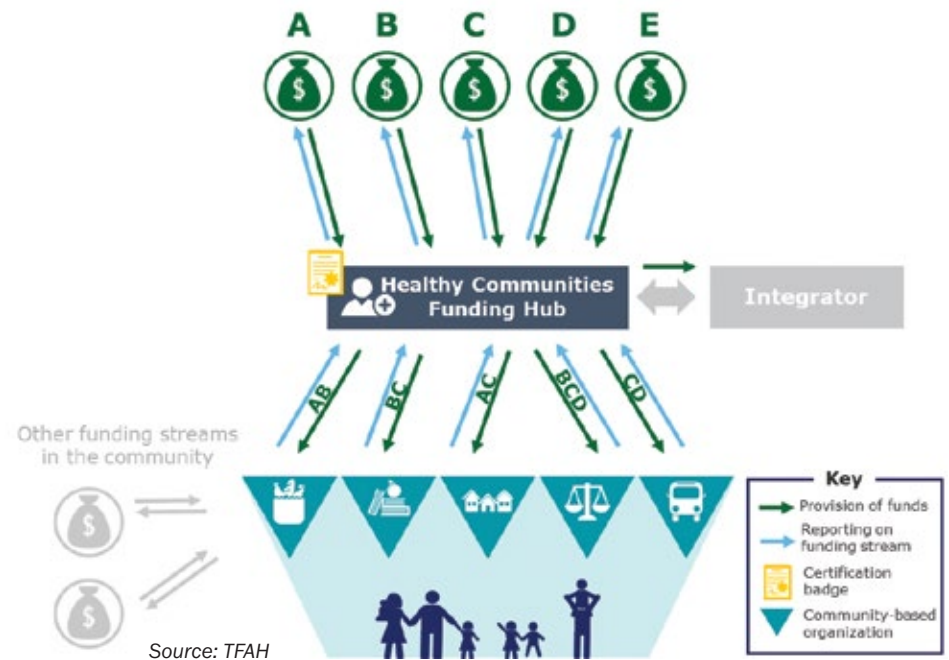 A B C D E
$ $ $ $ $
Healthy Communities
Funding Hub
Integrator
AB BC AC BCD CD
Other funding streams
in the community
$
$
Key
Provision of funds
Reporting on
funding stream
Certification
badge
Community-based
organization
Source: TFAH